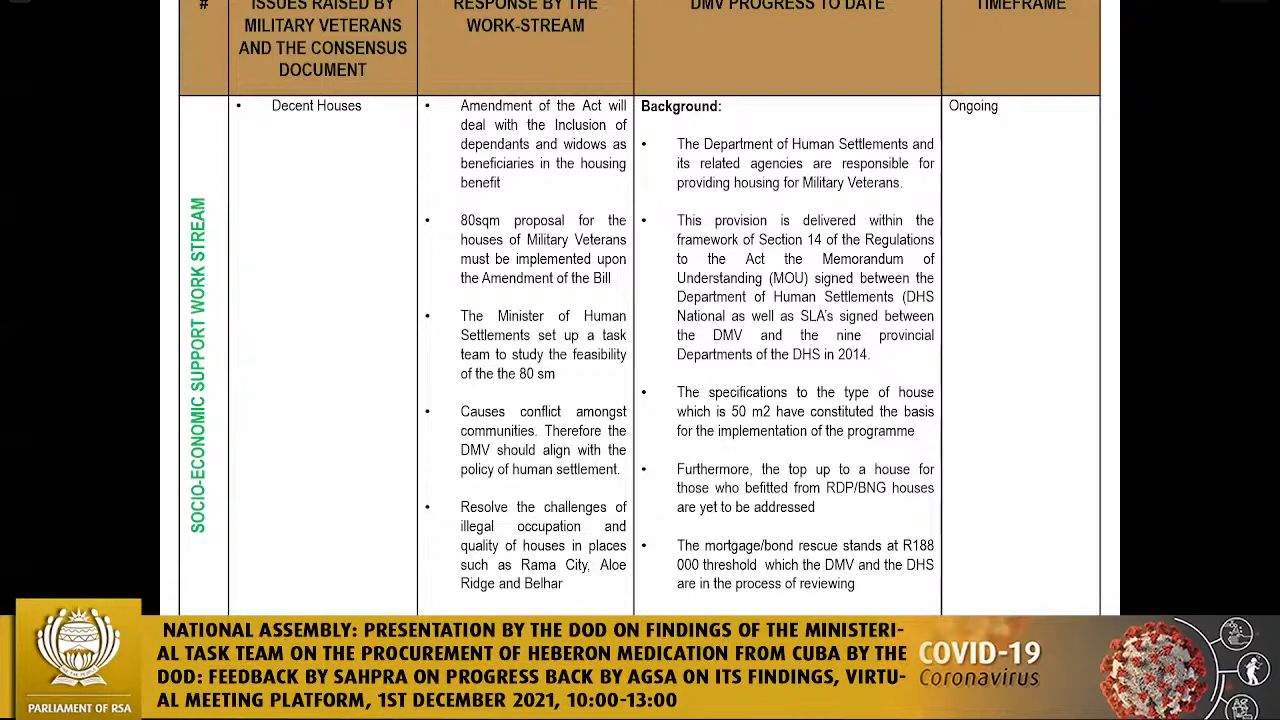 #
ISSUES RAISED BY
MILITARY VETERANS
AND THE CONSENSUS
DOCUMENT
RESPONSE BY THE
WORK-STREAM
DMV PROGRESS TO DATE
TIMEFRAME
SOCIO-ECONOMIC SUPPORT WORK STREAM
• Decent Houses
• Amendment of the Act will
deal with the Inclusion of
dependants and widows as
beneficiaries in the housing
benefit
• 80sqm proposal for the
houses of Military Veterans
must be implemented upon
the Amendment of the Bill
• The Minister of Human
Settlements set up a task
team to study the feasibility
of the the 80 sm
• Causes conflict amongst
communities. Therefore the
DMV should align with the
policy of human settlement.
• Resolve the challenges of
illegal occupation and
quality of houses in places
such as Rama City, Aloe
Ridge and Belhar
Background:
• The Department of Human Settlements and
its related agencies are responsible for
providing housing for Military Veterans.
• This provision is delivered within the
framework of Section 14 of the Regulations
to the Act the Memorandum of
Understanding (MOU) signed between the
Department of Human Settlements (DHS
National as well as SLA's signed between
the DMV and the nine provincial
Departments of the DHS in 2014.
• The specifications to the type of house
which is 50 m2 have constituted the basis
for the implementation of the programme
• Furthermore, the top up to a house for
those who befitted from RDP/BNG houses
are yet to be addressed
• The mortgage/bond rescue stands at R188
000 threshold which the DMV and the DHS
are in the process of reviewing
Ongoing
PARLIAMENT OF RSA
NATIONAL ASSEMBLY: PRESENTATION BY THE DOD ON FINDINGS OF THE MINISTERI-
AL TASK TEAM ON THE PROCUREMENT OF HEBERON MEDICATION FROM CUBA BY THE
DOD: FEEDBACK BY SAHPRA ON PROGRESS BACK BY AGSA ON ITS FINDINGS, VIRTU-
AL MEETING PLATFORM, 1ST DECEMBER 2021, 10:00-13:00
COVID-19
Coronavirus